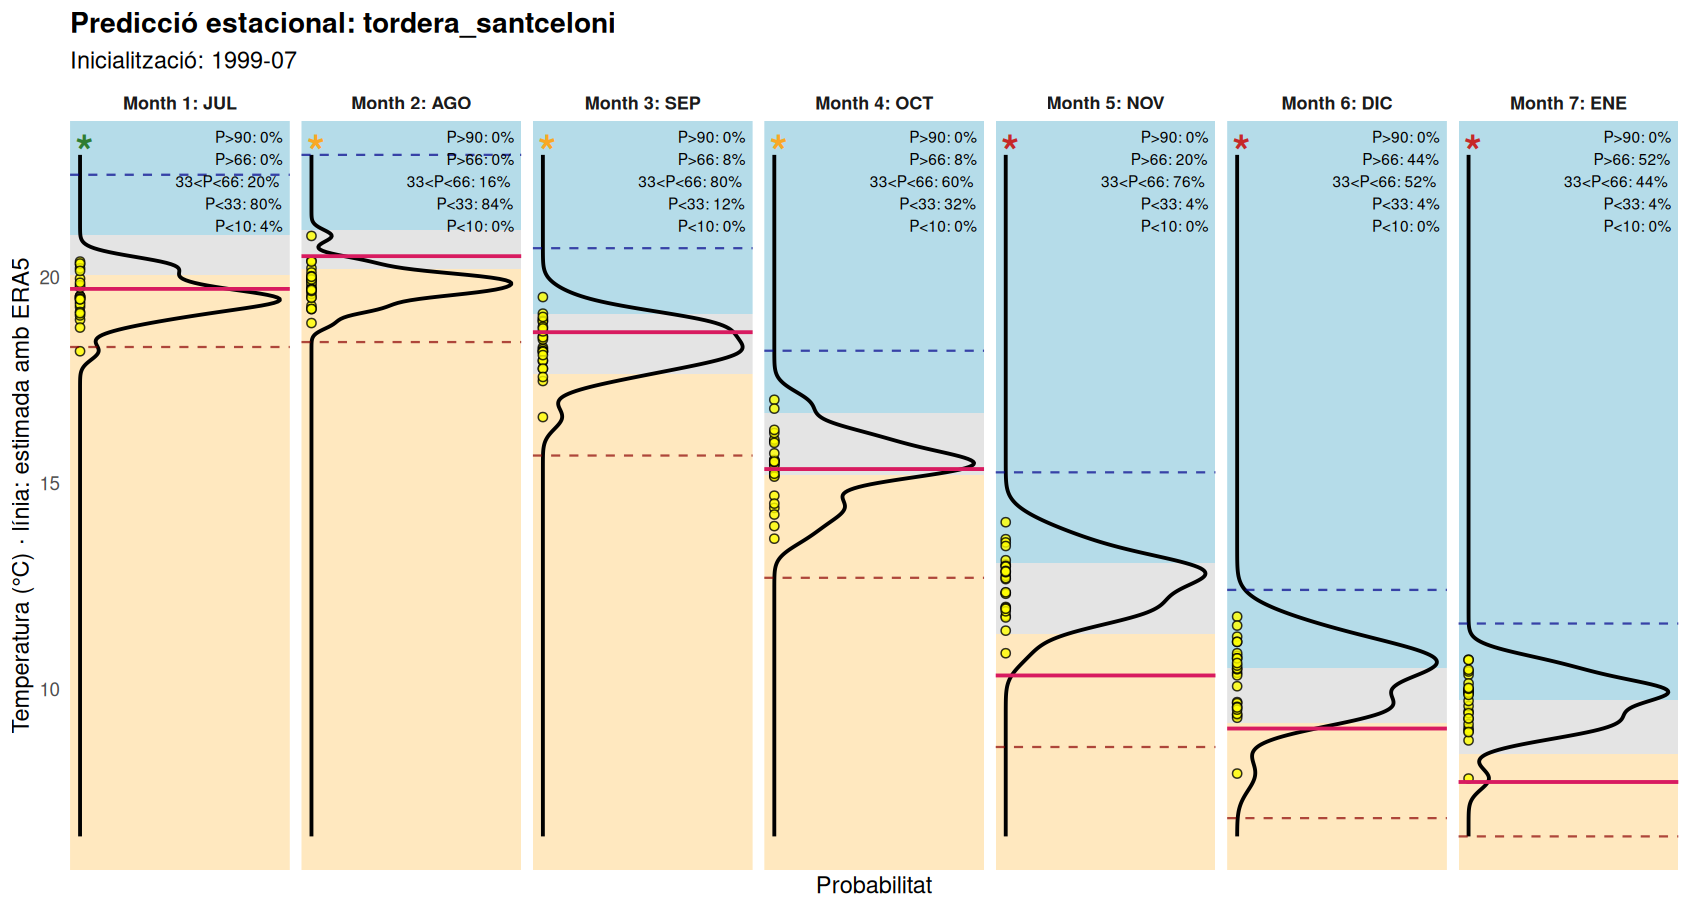 Predicció estacional: tordera_santceloni
Inicialització: 1999-07
Month 1: JUL
Month 2: AGO
Month 3: SEP
Month 4: OCT
Month 5: NOV
Month 6: DIC
Month 7: ENE
*
P>90: 0%
P>66: 0%
33<P<66: 20%
P<33: 80%
P<10: 4%
*
P>90: 0%
P>66: 0%
33<P<66: 16%
P<33: 84%
P<10: 0%
*
P>90: 0%
P>66: 8%
33<P<66: 80%
P<33: 12%
P<10: 0%
*
P>90: 0%
P>66: 8%
33<P<66: 60%
P<33: 32%
P<10: 0%
*
P>90: 0%
P>66: 20%
33<P<66: 76%
P<33: 4%
P<10: 0%
*
P>90: 0%
P>66: 44%
33<P<66: 52%
P<33: 4%
P<10: 0%
*
P>90: 0%
P>66: 52%
33<P<66: 44%
P<33: 4%
P<10: 0%
Temperatura (°C) · línia: estimada amb ERA5
20
15
10
Probabilitat